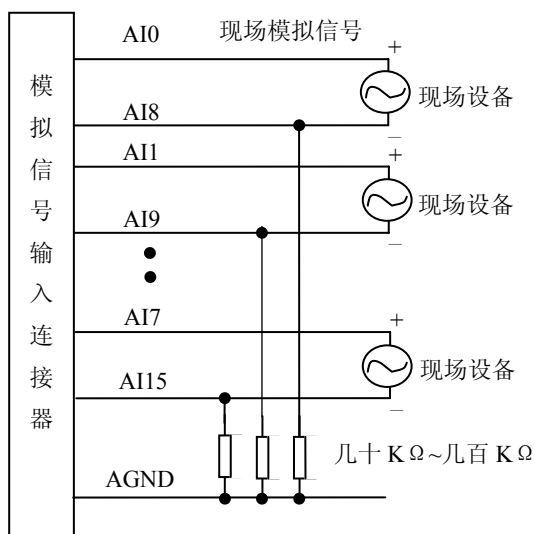 AI0 现场模拟信号
+
AI8 现场设备
−
AI1 +
现场设备
AI9 −
AI7 +
现场设备
AI15 −
几十 K Ω~几百 K Ω
AGND
模拟信号输入连接器